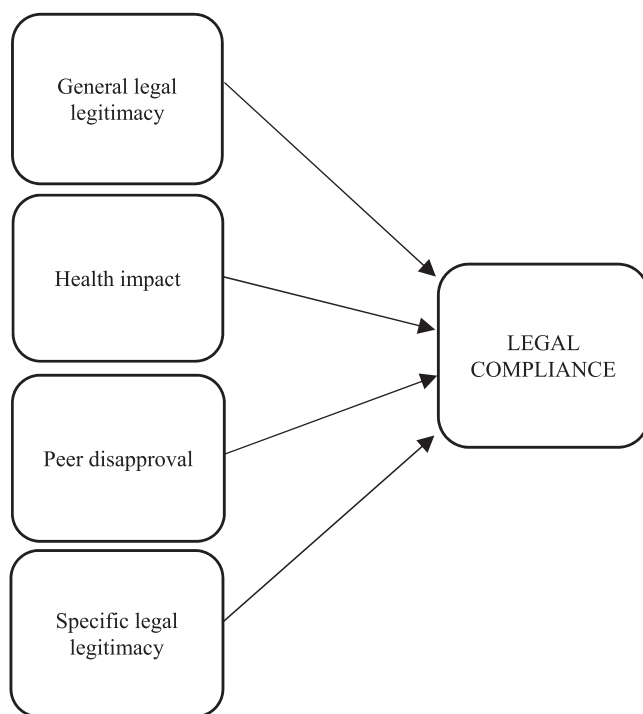 General legal
legitimacy
Health impact
LEGAL
COMPLIANCE
Peer disapproval
Specific legal
legitimacy